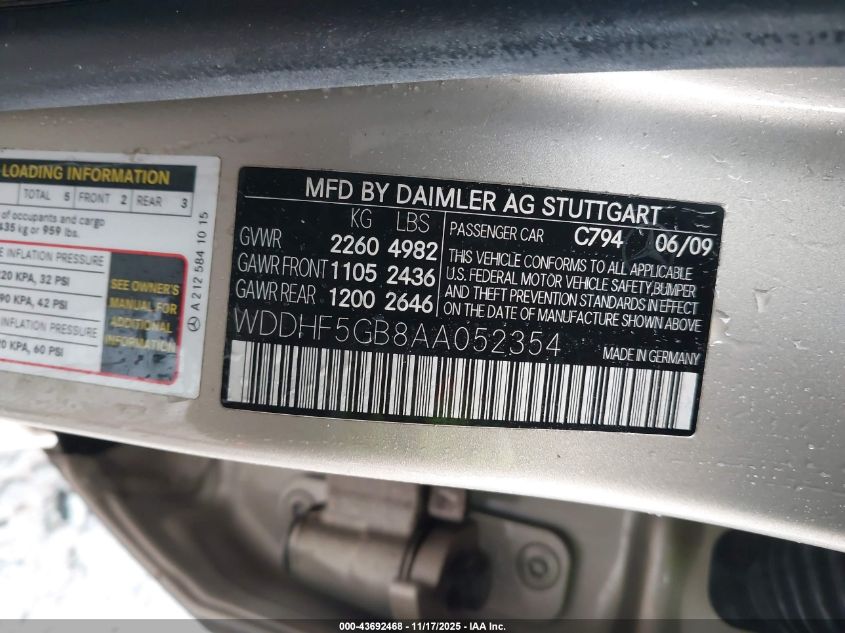 LOADING INFORMATION
TOTAL 5 FRONT 2 REAR 3
of occupants and cargo
435 kg or 959 lbs.
INFLATION PRESSURE
20 KPA, 32 PSI
90 KPA, 42 PSI
INFLATION PRESSURE
20 KPA, 60 PSI
SEE OWNER'S
MANUAL FOR
ADDITIONAL
INFORMATION
A 212 584 10 15
MFD BY DAIMLER AG STUTTGART
KG LBS
GVWR 2260 4982
GAWR FRONT 1105 2436
GAWR REAR 1200 2646
PASSENGER CAR C794 06/09
THIS VEHICLE CONFORMS TO ALL APPLICABLE
U.S. FEDERAL MOTOR VEHICLE SAFETY, BUMPER
AND THEFT PREVENTION STANDARDS IN EFFECT
ON THE DATE OF MANUFACTURE SHOWN ABOVE
WDDHF5GB8AA052354
MADE IN GERMANY
000-43692468 - 11/17/2025 - IAA Inc.